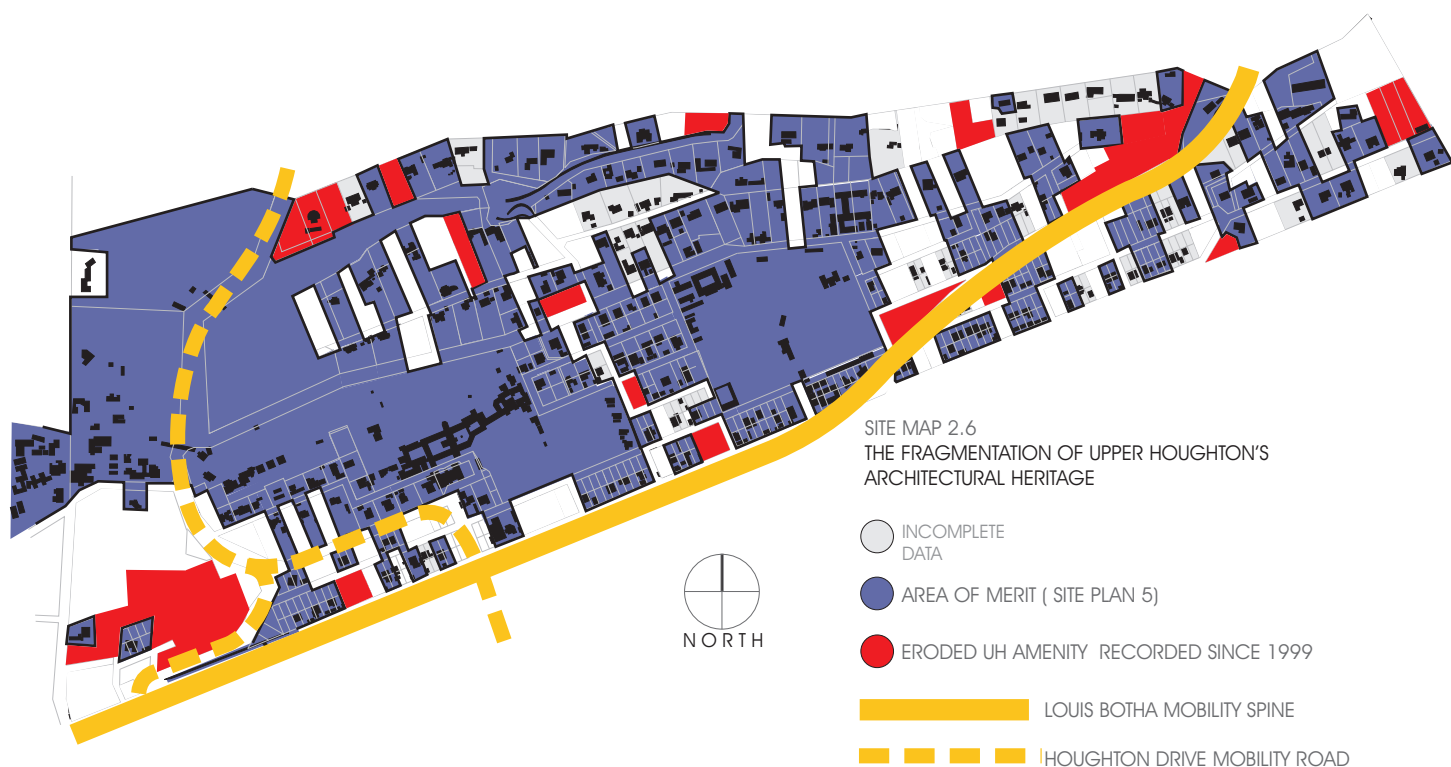 SITE MAP 2.6
THE FRAGMENTATION OF UPPER HOUGHTON'S
ARCHITECTURAL HERITAGE
INCOMPLETE
DATA
AREA OF MERIT ( SITE PLAN 5)
NORTH
ERODED UH AMENITY RECORDED SINCE 1999
LOUIS BOTHA MOBILITY SPINE
HOUGHTON DRIVE MOBILITY ROAD